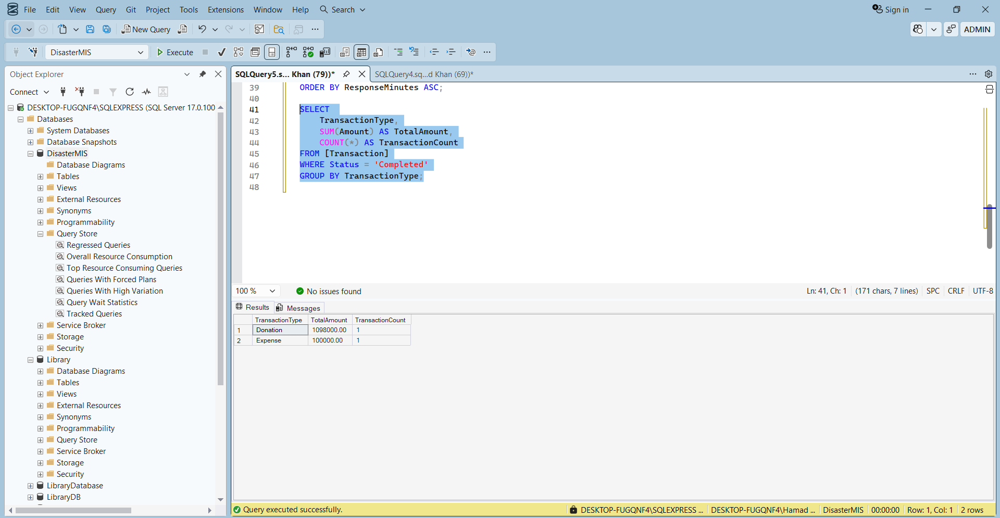 File Edit View Query Git Project Tools Extensions Window Help Search Sign in
New Query ADMIN
DisasterMIS Execute
Object Explorer
Connect
DESKTOP-FUGQNF4\SQLEXPRESS (SQL Server 17.0.100
Databases
System Databases
Database Snapshots
DisasterMIS
Database Diagrams
Tables
Views
External Resources
Synonyms
Programmability
Query Store
Regressed Queries
Overall Resource Consumption
Top Resource Consuming Queries
Queries With Forced Plans
Queries With High Variation
Query Wait Statistics
Tracked Queries
Service Broker
Storage
Security
Library
Database Diagrams
Tables
Views
External Resources
Synonyms
Programmability
Query Store
Service Broker
Storage
Security
LibraryDatabase
LibraryDB
SQLQuery5.s... Khan (79))* SQLQuery4.sq...d Khan (69))*
39 ORDER BY ResponseMinutes ASC;
40
41 SELECT
42 TransactionType,
43 SUM(Amount) AS TotalAmount,
44 COUNT(*) AS TransactionCount
45 FROM [Transaction]
46 WHERE Status = 'Completed'
47 GROUP BY TransactionType;
48
100 % No issues found Ln: 41, Ch: 1 (171 chars, 7 lines) SPC CRLF UTF-8
Results Messages
TransactionType TotalAmount TransactionCount
1 Donation 1098000.00 1
2 Expense 100000.00 1
Query executed successfully. DESKTOP-FUGQNF4\SQLEXPRESS ... DESKTOP-FUGQNF4\Hamad ... DisasterMIS 00:00:00 Row: 1, Col: 1 2 rows